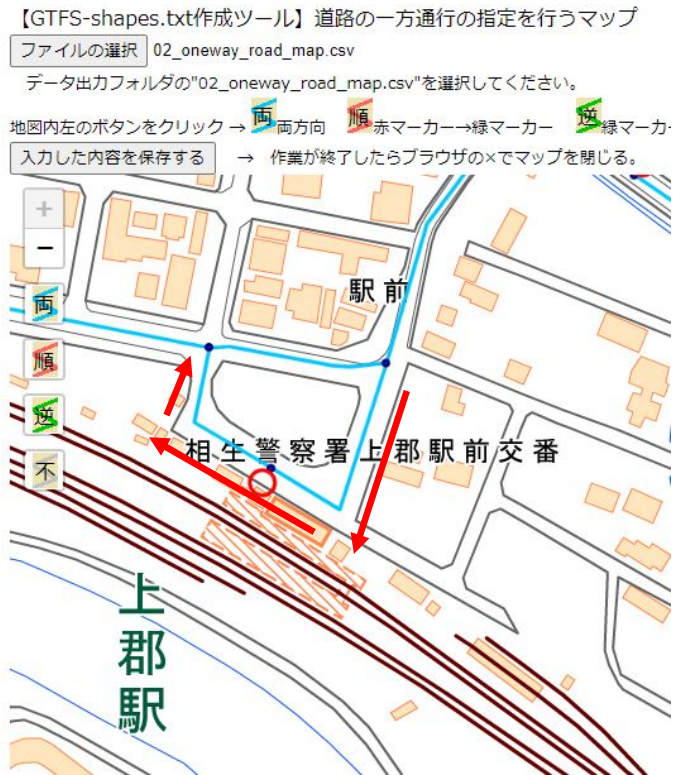 【GTFS-shapes.txt作成ツール】道路の一方通行の指定を行うマップ
ファイルの選択 02_oneway_road_map.csv
データ出力フォルダの"02_oneway_road_map.csv"を選択してください。
地図内左のボタンをクリック → 両 両方向 順 赤マーカー→緑マーカー 逆 緑マーカー
入力した内容を保存する → 作業が終了したらブラウザの×でマップを閉じる。
+
−
両
順
逆
不
駅前
相生警察署上郡駅前交番
上郡駅